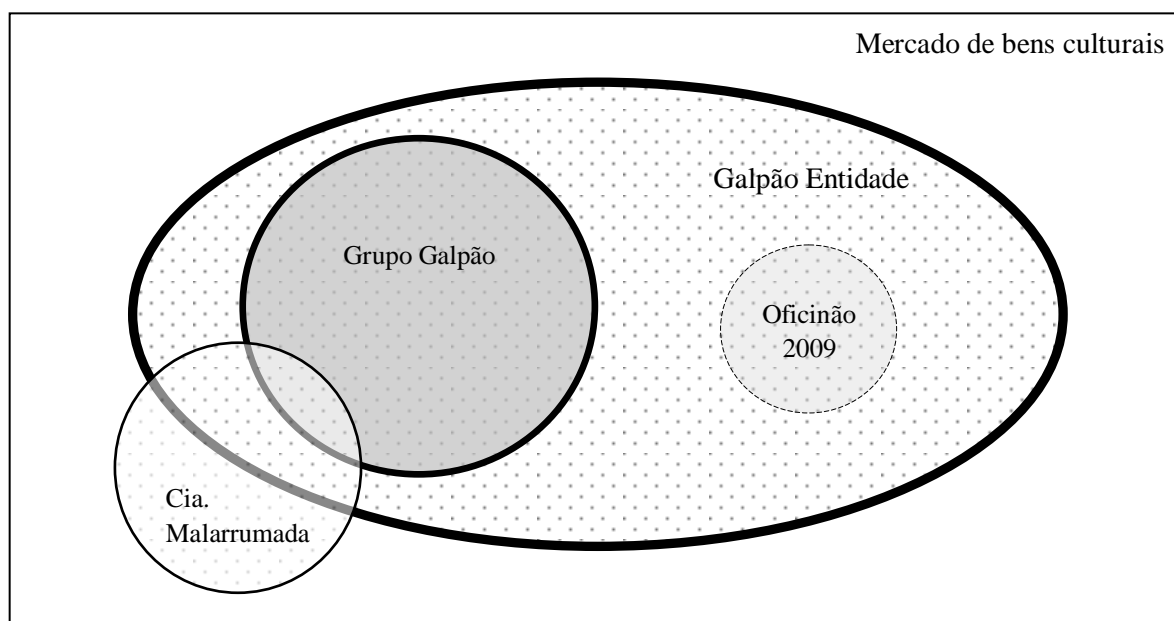 Mercado de bens culturais
Galpão Entidade
Grupo Galpão
Oficinão
2009
Cia.
Malarrumada